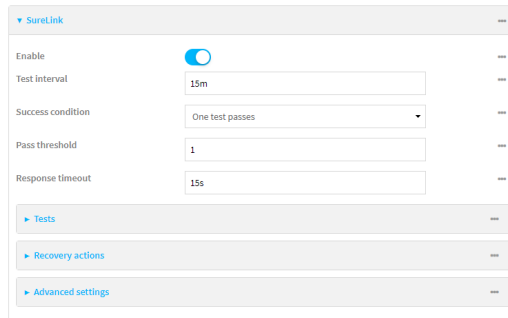 SureLink
Enable
Test interval
15m
Success condition
One test passes
Pass threshold
1
Response timeout
15s
Tests
Recovery actions
Advanced settings